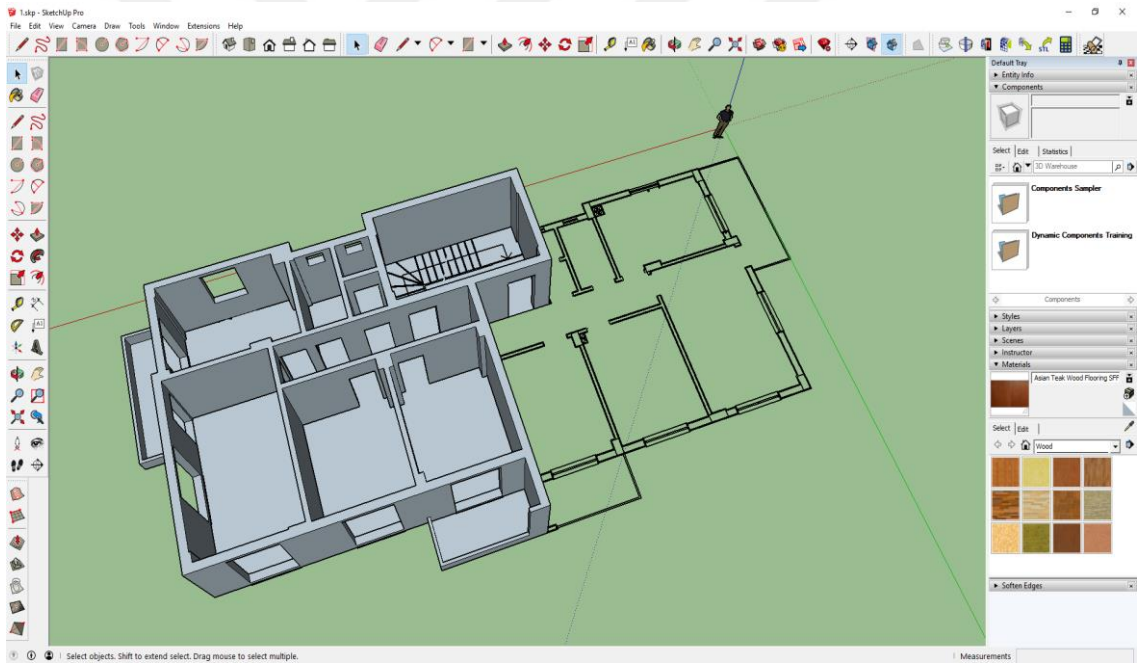 1.skp - SketchUp Pro
File Edit View Camera Draw Tools Window Extensions Help
Default Tray
Entity Info
Components
Select Edit Statistics
3D Warehouse
Components Sampler
Dynamic Components Training
Components
Styles
Layers
Scenes
Instructor
Materials
Asian Teak Wood Flooring SFF
Select Edit
Wood
Soften Edges
Select objects. Shift to extend select. Drag mouse to select multiple.
Measurements